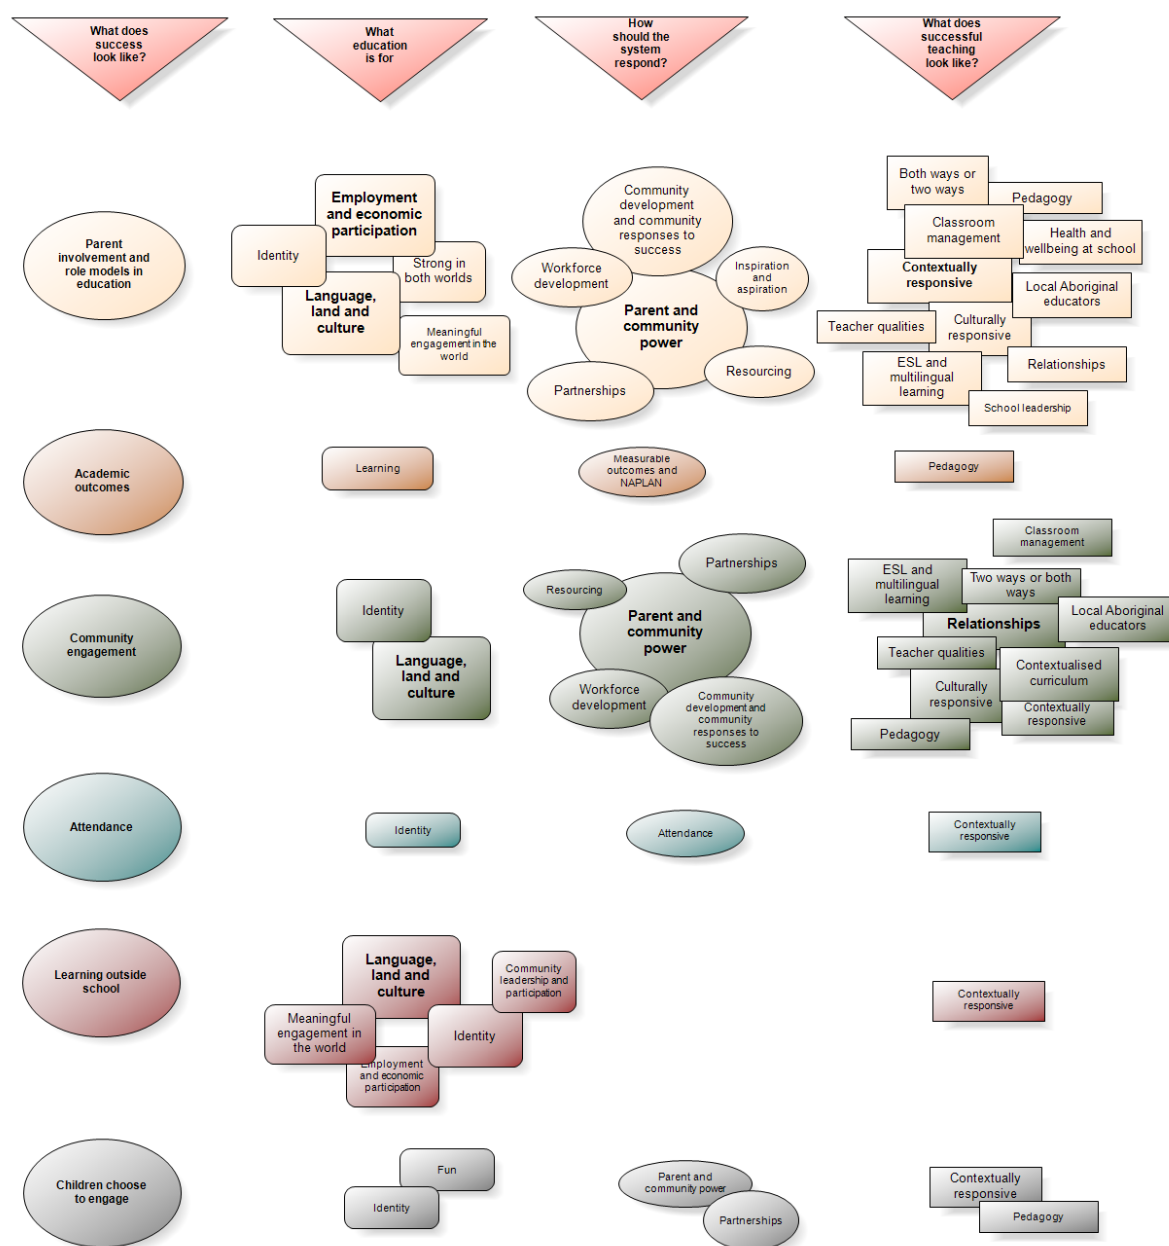 What does
success
look like?
What
education
is for
How
should the
system
respond?
What does
successful
teaching
look like?
Parent
involvement and
role models in
education
Employment
and economic
participation
Identity
Strong in
both worlds
Language,
land and
culture
Meaningful
engagement in the
world
Community
development
and community
responses to
success
Workforce
development
Inspiration
and
aspiration
Parent and
community
power
Resourcing
Partnerships
Both ways or
two ways
Pedagogy
Classroom
management
Health and
wellbeing at school
Contextually
responsive
Local Aboriginal
educators
Teacher qualities
Culturally
responsive
ESL and
multilingual
learning
Relationships
School leadership
Academic
outcomes
Learning
Measurable
outcomes and
NAPLAN
Pedagogy
Community
engagement
Identity
Language,
land and
culture
Partnerships
Resourcing
Parent and
community
power
Workforce
development
Community
development and
community
responses to
success
Classroom
management
ESL and
multilingual
learning
Two ways or both
ways
Relationships
Local Aboriginal
educators
Teacher qualities
Contextualised
curriculum
Culturally
responsive
Contextually
responsive
Pedagogy
Attendance
Identity
Attendance
Contextually
responsive
Learning outside
school
Language,
land and
culture
Community
leadership and
participation
Meaningful
engagement in
the world
Identity
Employment
and economic
participation
Contextually
responsive
Children choose
to engage
Fun
Identity
Parent and
community power
Partnerships
Contextually
responsive
Pedagogy